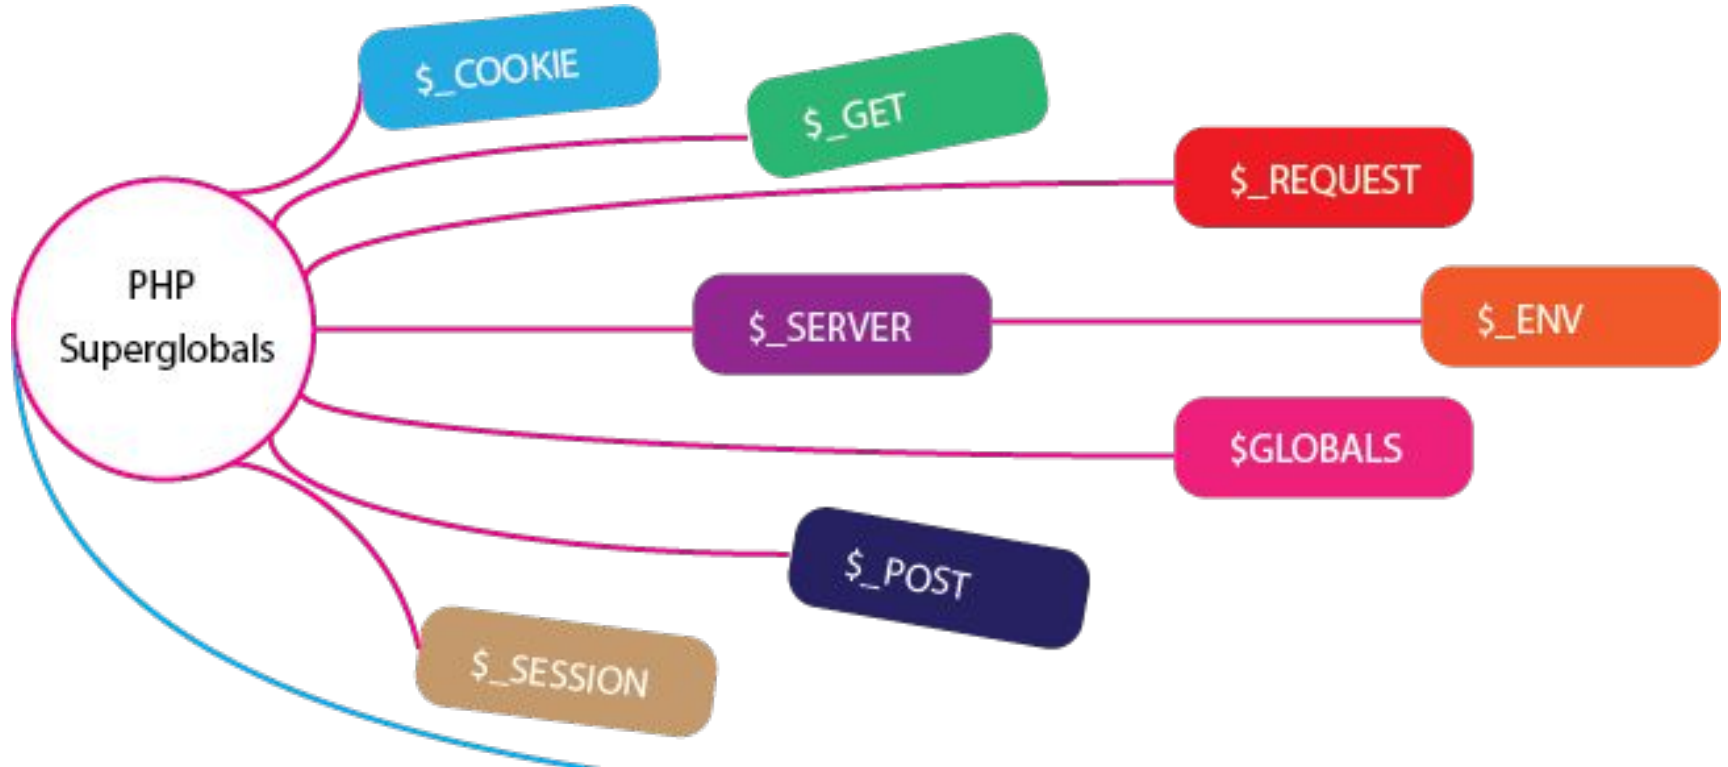 $_COOKIE
$_GET
$_REQUEST
PHP
Superglobals
$_SERVER
$_ENV
$GLOBALS
$_POST
$_SESSION